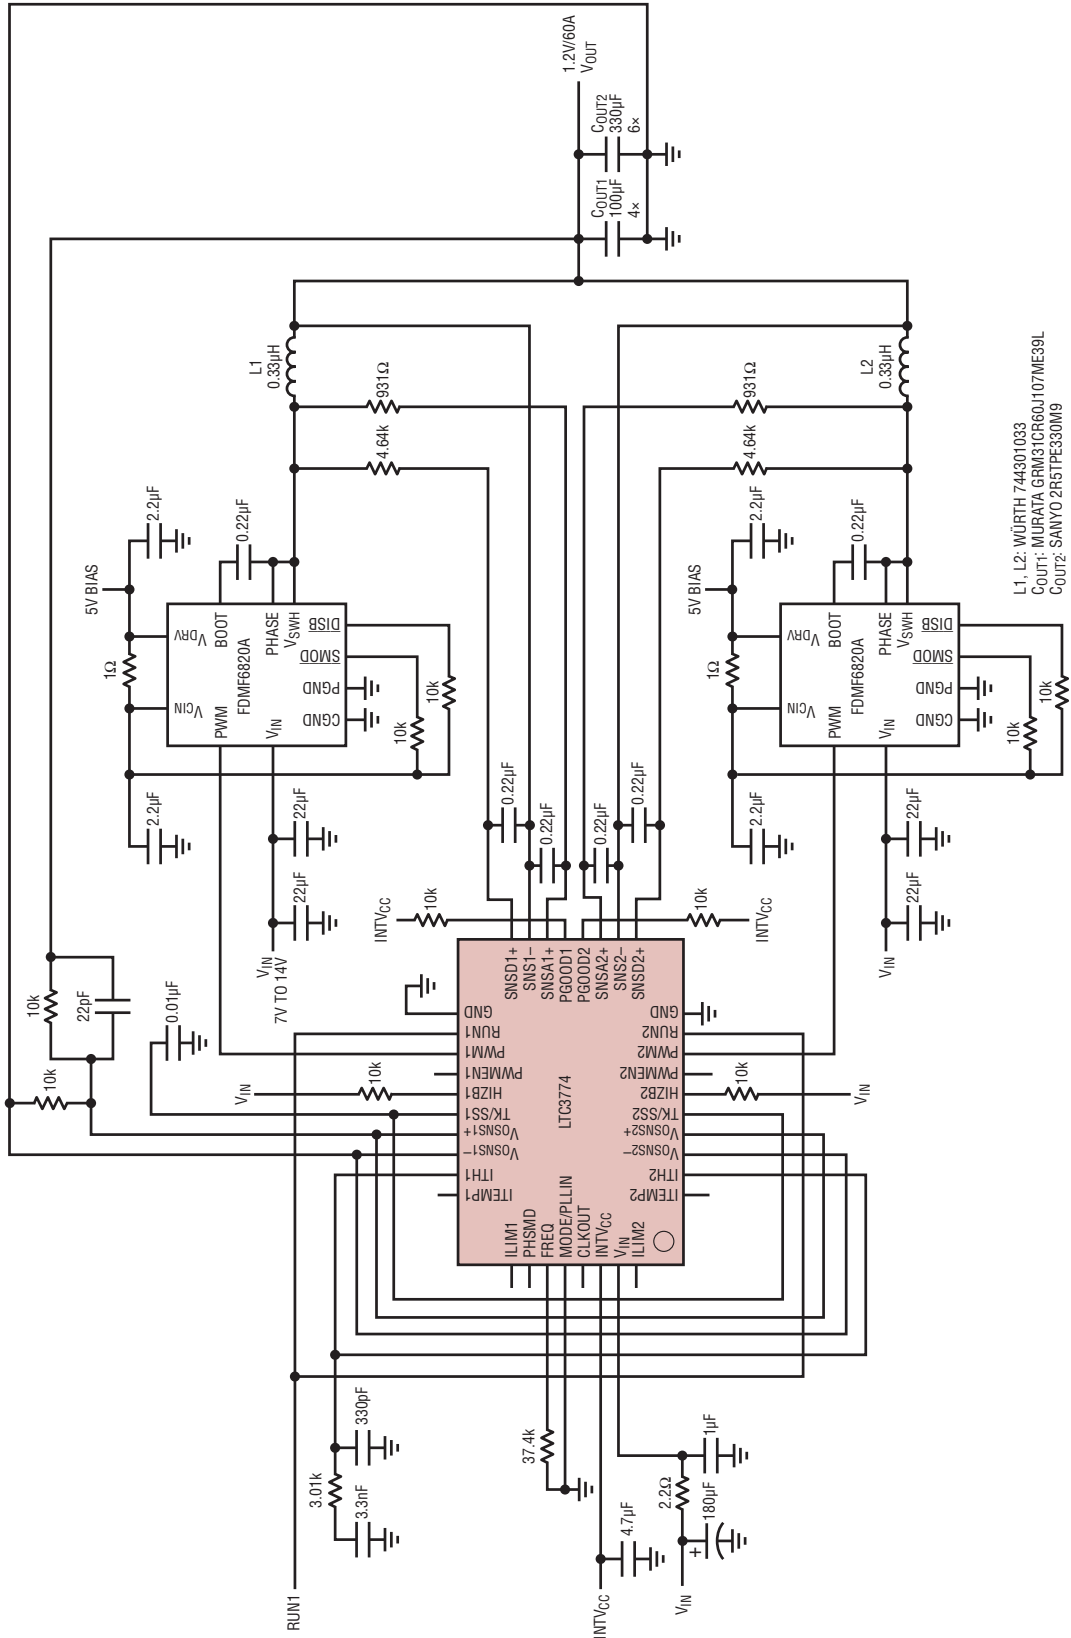 1.2V/60A
VOUT
COUT2
330µF
6×
COUT1
100µF
4×
L1
0.33µH
931Ω
4.64k
2.2µF
0.22µF
5V BIAS
1Ω
VDRV
VCIN
BOOT
FDMF6820A
PWM
PHASE
VSWH
VIN
DISB
SMOD
PGND
CGND
10k
10k
2.2µF
22µF
22µF
VIN
7V TO 14V
0.22µF
0.22µF
L2
0.33µH
931Ω
4.64k
2.2µF
0.22µF
5V BIAS
1Ω
VDRV
VCIN
BOOT
FDMF6820A
PWM
PHASE
VSWH
VIN
DISB
SMOD
PGND
CGND
10k
10k
2.2µF
22µF
22µF
VIN
0.22µF
0.22µF
INTVCC
10k
10k
INTVCC
10k
22pF
10k
0.01µF
VIN
10k
10k
VIN
SNSD1+
SNS1–
SNSA1+
PGOOD1
PGOOD2
SNSA2+
SNS2–
SNSD2+
GND
RUN1
PWM1
PWMEN1
HIZB1
TK/SS1
VOSNS1+
VOSNS1–
ITH1
ITEMP1
LTC3774
GND
RUN2
PWM2
PWMEN2
HIZB2
TK/SS2
VOSNS2+
VOSNS2–
ITH2
ITEMP2
ILIM1
PHSMD
FREQ
MODE/PLLIN
CLKOUT
INTVCC
VIN
ILIM2
RUN1
3.01k
330pF
3.3nF
37.4k
INTVCC
4.7µF
2.2Ω
1µF
180µF
+
VIN
L1, L2: WÜRTH 744301033
COUT1: MURATA GRM31CR60J107ME39L
COUT2: SANYO 2R5TPE330M9